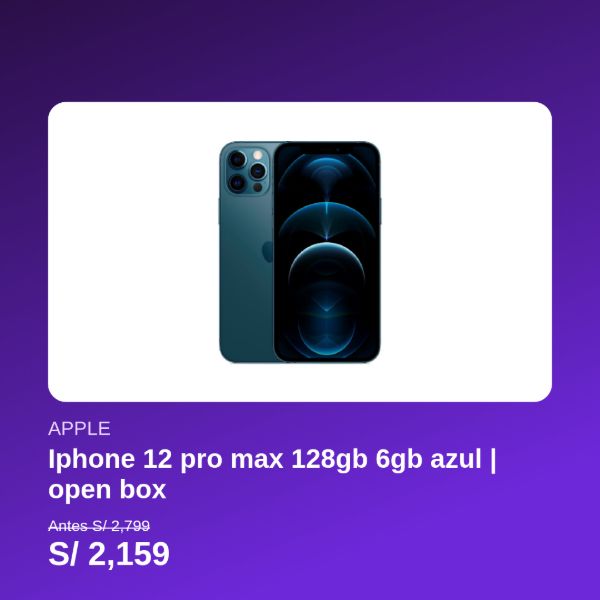 APPLE
Iphone 12 pro max 128gb 6gb azul |
open box
Antes S/ 2,799
S/ 2,159